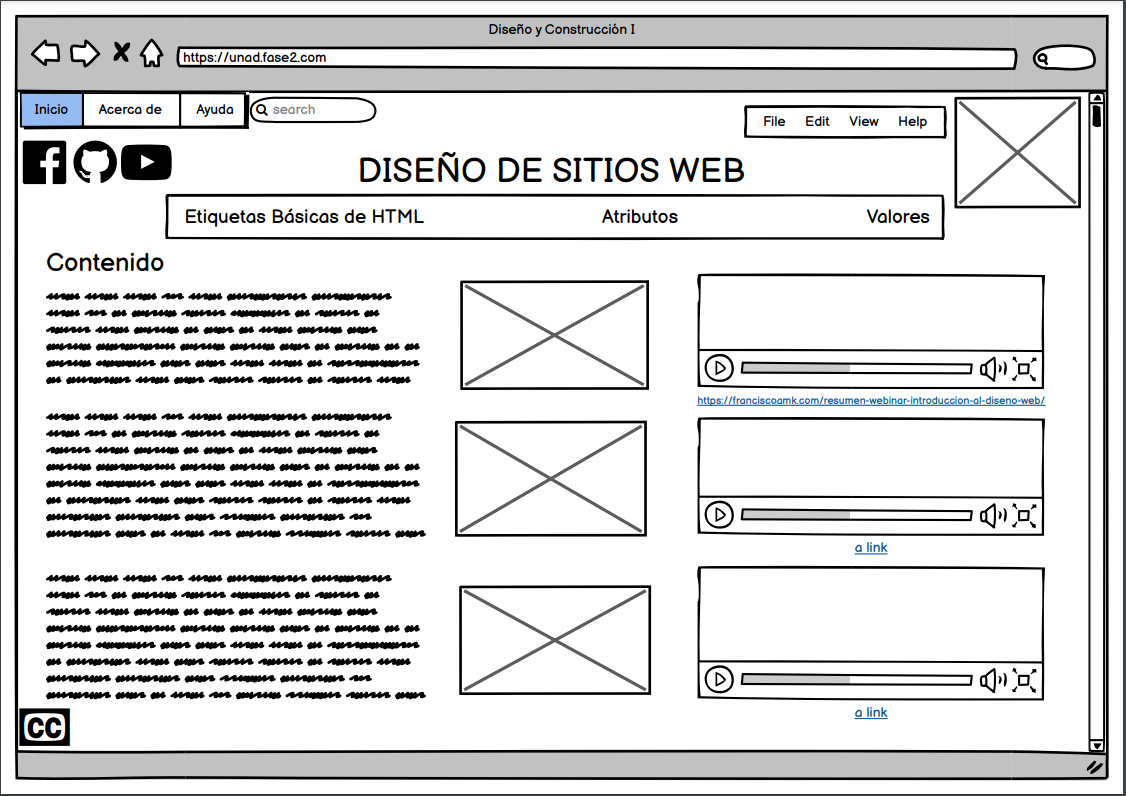 Diseño y Construcción I
https://unad.fase2.com
Inicio Acerca de Ayuda search
File Edit View Help
DISEÑO DE SITIOS WEB
Etiquetas Básicas de HTML Atributos Valores
Contenido
https://franciscoamk.com/resumen-webinar-introduccion-al-diseno-web/
a link
a link
CC